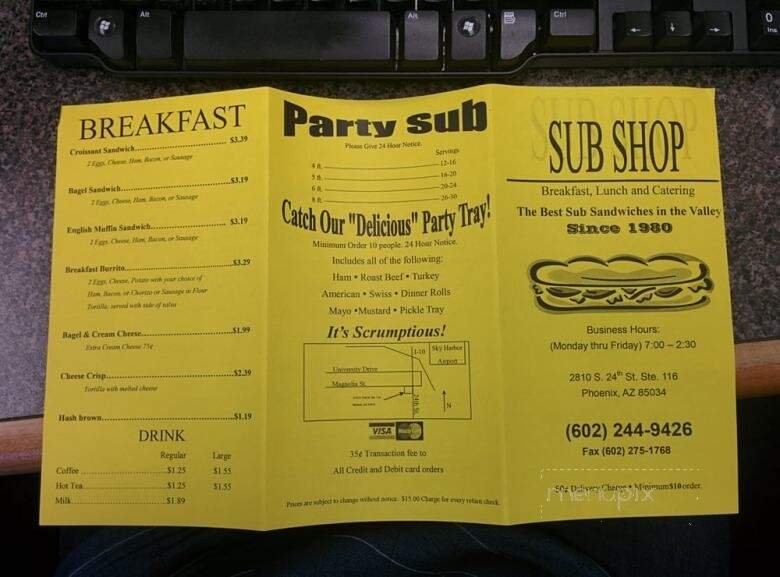 Ctrl
Alt
Alt
Ctrl
0
Ins
BREAKFAST
Croissant Sandwich.......................................$3.39
2 Eggs, Cheese, Ham, Bacon, or Sausage
Bagel Sandwich.......................................$3.19
2 Eggs, Cheese, Ham, Bacon, or Sausage
English Muffin Sandwich.......................$3.19
2 Eggs, Cheese, Ham, Bacon, or Sausage
Breakfast Burrito.......................................$3.29
2 Eggs, Cheese, Potato with your choice of
Ham, Bacon, or Chorizo or Sausage in Flour
Tortilla; served with side of salsa
Bagel & Cream Cheese.......................$1.99
Extra Cream Cheese 75¢
Cheese Crisp.......................................$2.39
Tortilla with melted cheese
Hash brown.......................................$1.19
DRINK
Regular Large
Coffee.......................$1.25 $1.55
Hot Tea.......................$1.25 $1.55
Milk.......................$1.89
Party Sub
Please Give 24 Hour Notice.
Servings
4 ft.......................................12-16
5 ft.......................................16-20
6 ft.......................................20-24
8 ft.......................................26-30
Catch Our "Delicious" Party Tray!
Minimum Order 10 people. 24 Hour Notice.
Includes all of the following:
Ham • Roast Beef • Turkey
American • Swiss • Dinner Rolls
Mayo •Mustard • Pickle Tray
It's Scrumptious!
I-10
Sky Harbor
Airport
University Drive
Magnolia St.
24th St.
N
VISA MasterCard
35¢ Transaction fee to
All Credit and Debit card orders
Prices are subject to change without notice. $15.00 Charge for every return check.
SUB SHOP
SUB SHOP
Breakfast, Lunch and Catering
The Best Sub Sandwiches in the Valley
Since 1980
Business Hours:
(Monday thru Friday) 7:00 – 2:30
2810 S. 24th St. Ste. 116
Phoenix, AZ 85034
(602) 244-9426
Fax (602) 275-1768
50¢ Delivery Charge • Minimum $10 order.
menupix